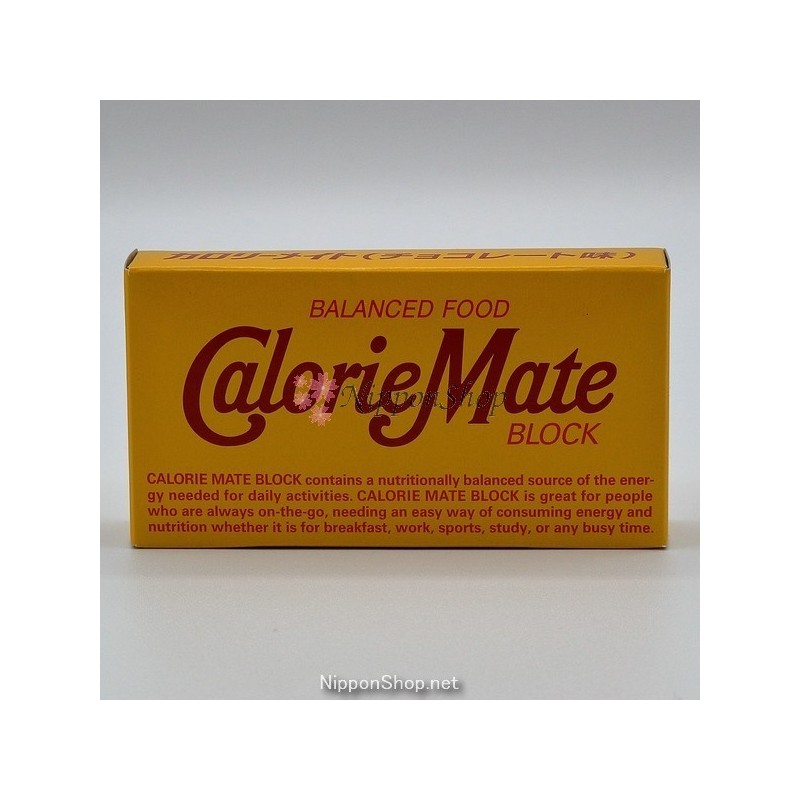 カロリーメイト(チョコレート味)
BALANCED FOOD
CalorieMate
NipponShop
BLOCK
CALORIE MATE BLOCK contains a nutritionally balanced source of the ener-
gy needed for daily activities. CALORIE MATE BLOCK is great for people
who are always on-the-go, needing an easy way of consuming energy and
nutrition whether it is for breakfast, work, sports, study, or any busy time.
NipponShop.net